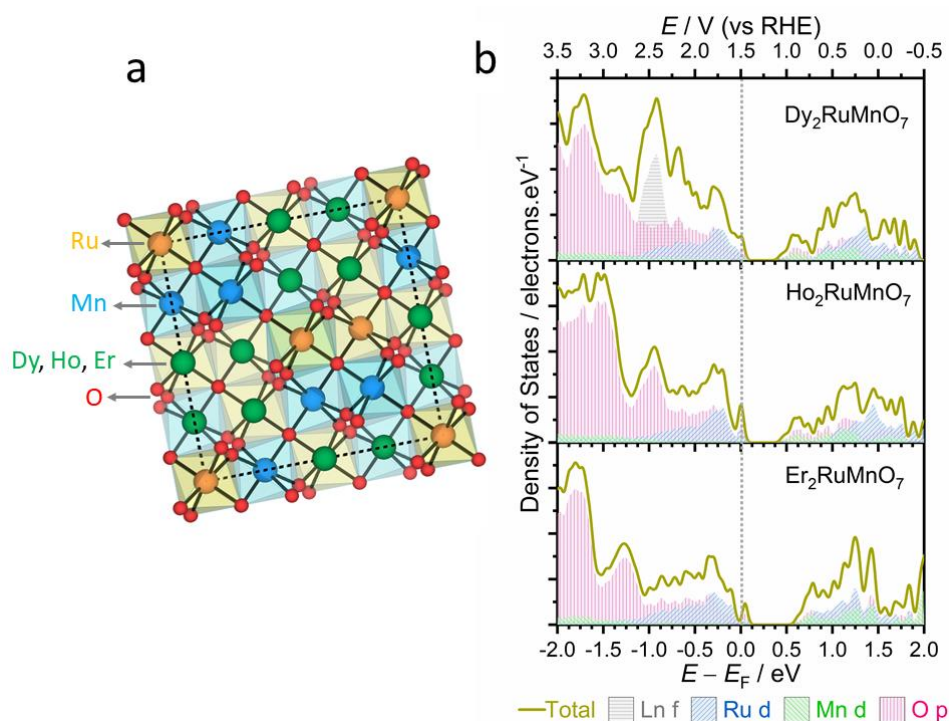 a
Ru
Mn
Dy, Ho, Er
O
b
E / V (vs RHE)
3.5 3.0 2.5 2.0 1.5 1.0 0.5 0.0 -0.5
Density of States / electrons.eV⁻¹
Dy₂RuMnO₇
Ho₂RuMnO₇
Er₂RuMnO₇
-2.0 -1.5 -1.0 -0.5 0.0 0.5 1.0 1.5 2.0
E – E_F / eV
Total Ln f Ru d Mn d O p